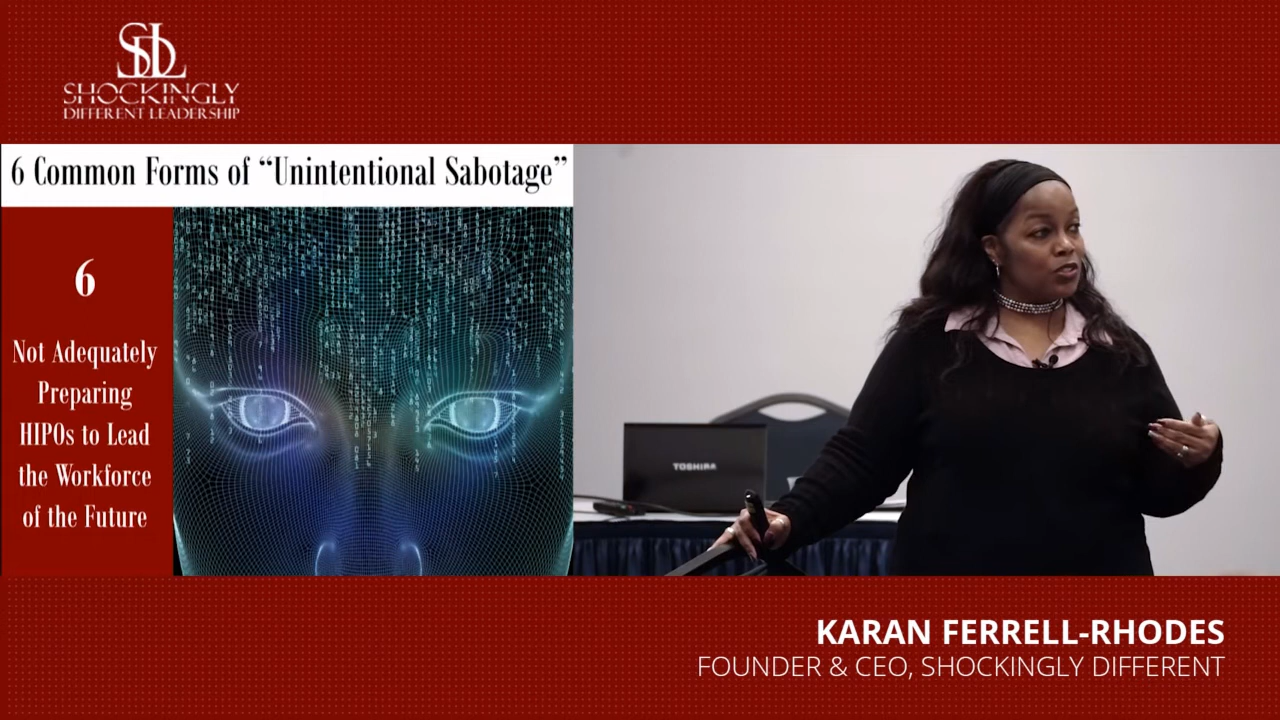 SDL
SHOCKINGLY
DIFFERENT LEADERSHIP
6 Common Forms of “Unintentional Sabotage”
6
Not Adequately
Preparing
HIPOs to Lead
the Workforce
of the Future
TOSHIBA
KARAN FERRELL-RHODES
FOUNDER & CEO, SHOCKINGLY DIFFERENT